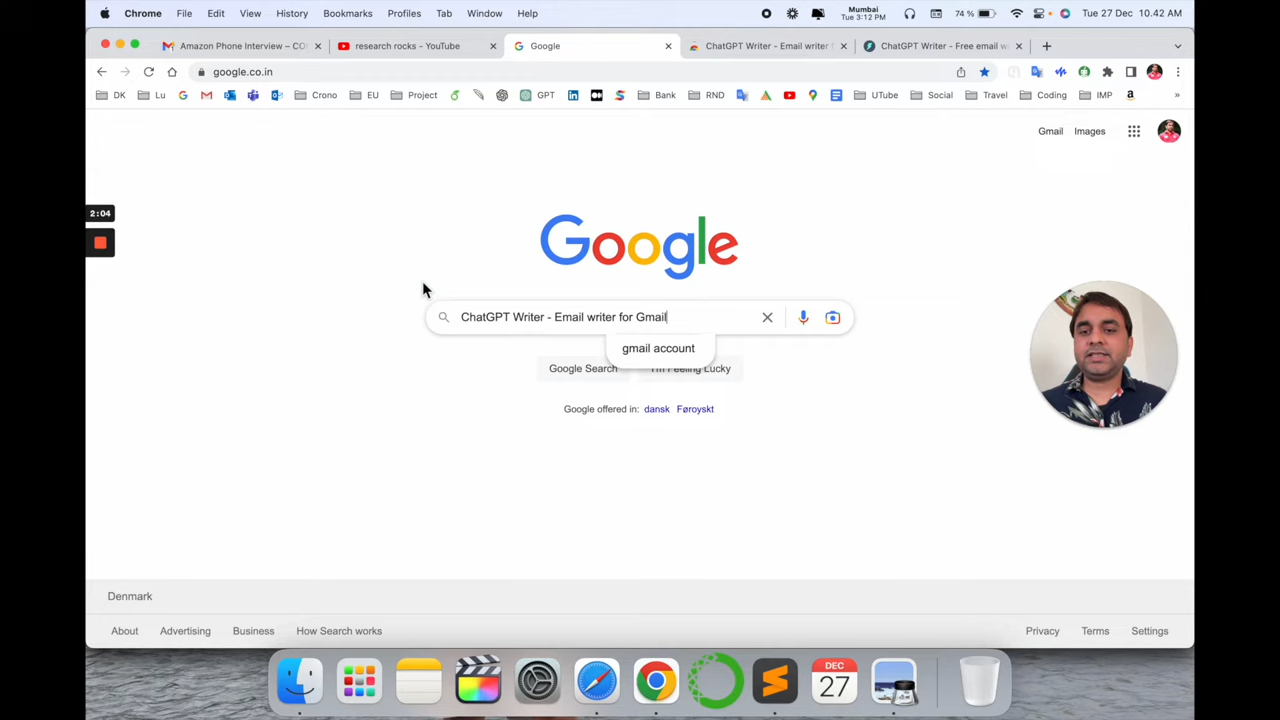 Chrome File Edit View History Bookmarks Profiles Tab Window Help
Mumbai
Tue 3:12 PM
74 %
Tue 27 Dec 10.42 AM
Amazon Phone Interview – CO
research rocks - YouTube
Google
ChatGPT Writer - Email writer f
ChatGPT Writer - Free email w
google.co.in
DK Lu Crono EU Project GPT Bank RND UTube Social Travel Coding IMP »
Gmail Images
2:04
Google
ChatGPT Writer - Email writer for Gmail
gmail account
Google Search I'm Feeling Lucky
Google offered in: dansk Føroyskt
Denmark
About Advertising Business How Search works Privacy Terms Settings
DEC
27